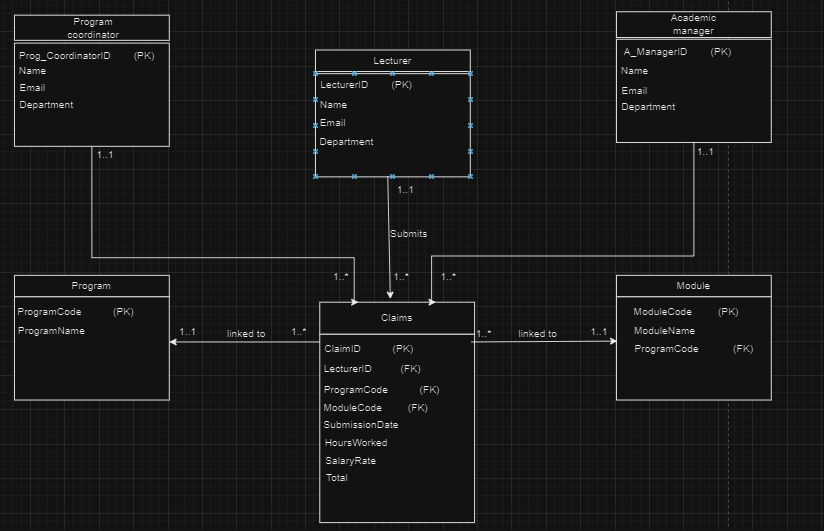 Program
coordinator
Prog_CoordinatorID (PK)
Name
Email
Department
1..1
Lecturer
LecturerID (PK)
Name
Email
Department
1..1
Submits
Academic
manager
A_ManagerID (PK)
Name
Email
Department
1..1
1..*
1..*
1..*
Program
ProgramCode (PK)
ProgramName
1..1
linked to
1..*
Claims
ClaimID (PK)
LecturerID (FK)
ProgramCode (FK)
ModuleCode (FK)
SubmissionDate
HoursWorked
SalaryRate
Total
1..*
linked to
1..1
Module
ModuleCode (PK)
ModuleName
ProgramCode (FK)